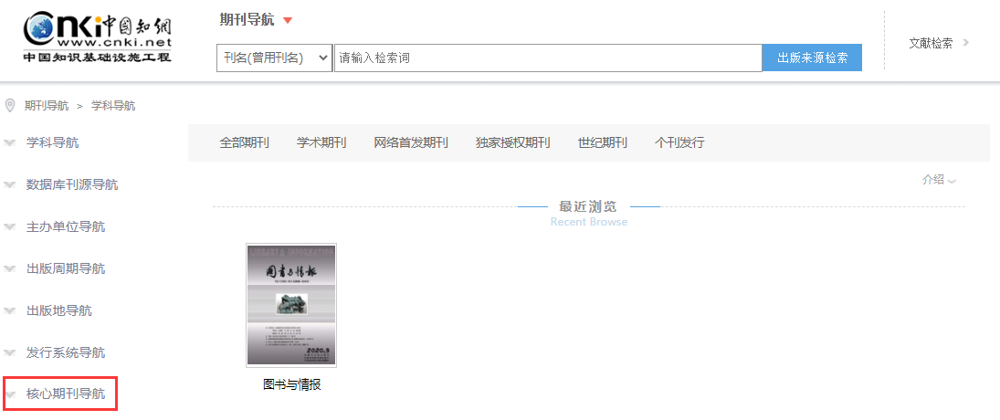 Cnki中国知网
www.cnki.net
中国知识基础设施工程
期刊导航
刊名(曾用刊名)
请输入检索词
出版来源检索
文献检索
期刊导航 > 学科导航
学科导航
数据库刊源导航
主办单位导航
出版周期导航
出版地导航
发行系统导航
核心期刊导航
全部期刊 学术期刊 网络首发期刊 独家授权期刊 世纪期刊 个刊发行
介绍
最近浏览
Recent Browse
LIBRARY & INFORMATION
图书与情报
2020.5
图书与情报